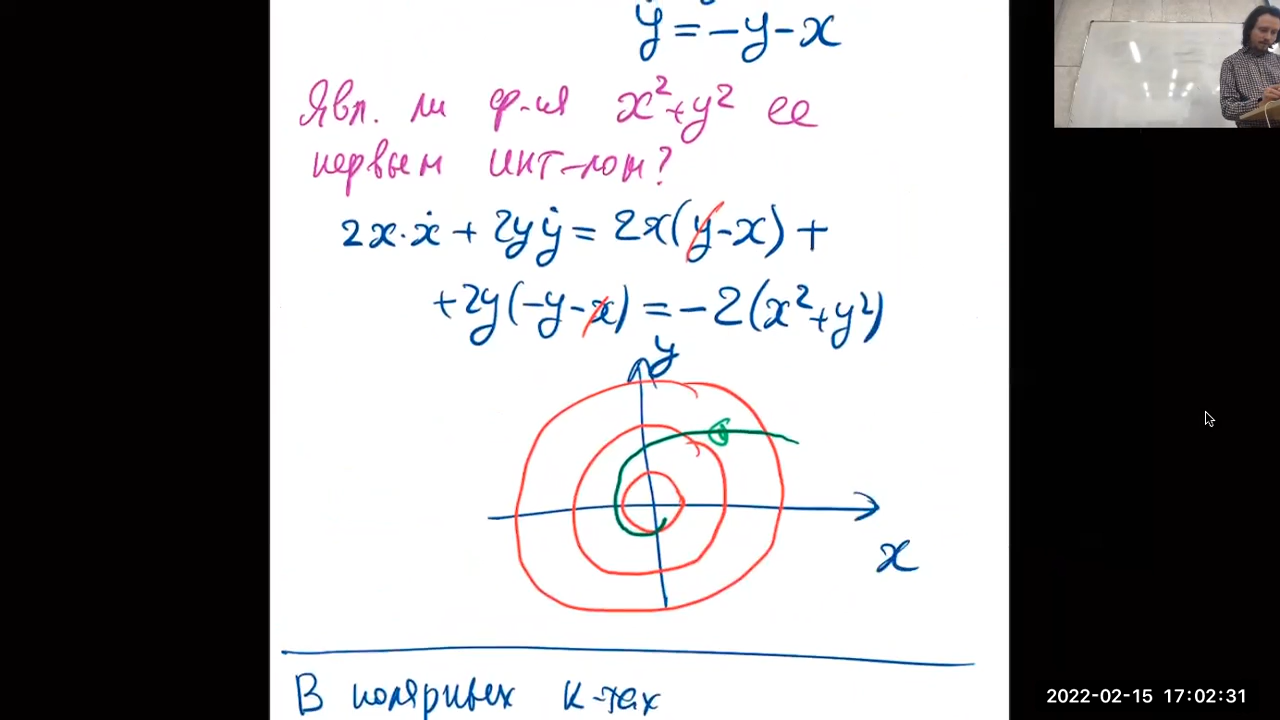 ẏ = -y - x
Явл. ли ф-ия x² + y² ее
первым инт-лом?
2x·ẋ + 2yẏ = 2x(y - x) +
+ 2y(-y - x) = -2(x² + y²)
y
x
В полярных к-тах
2022-02-15 17:02:31